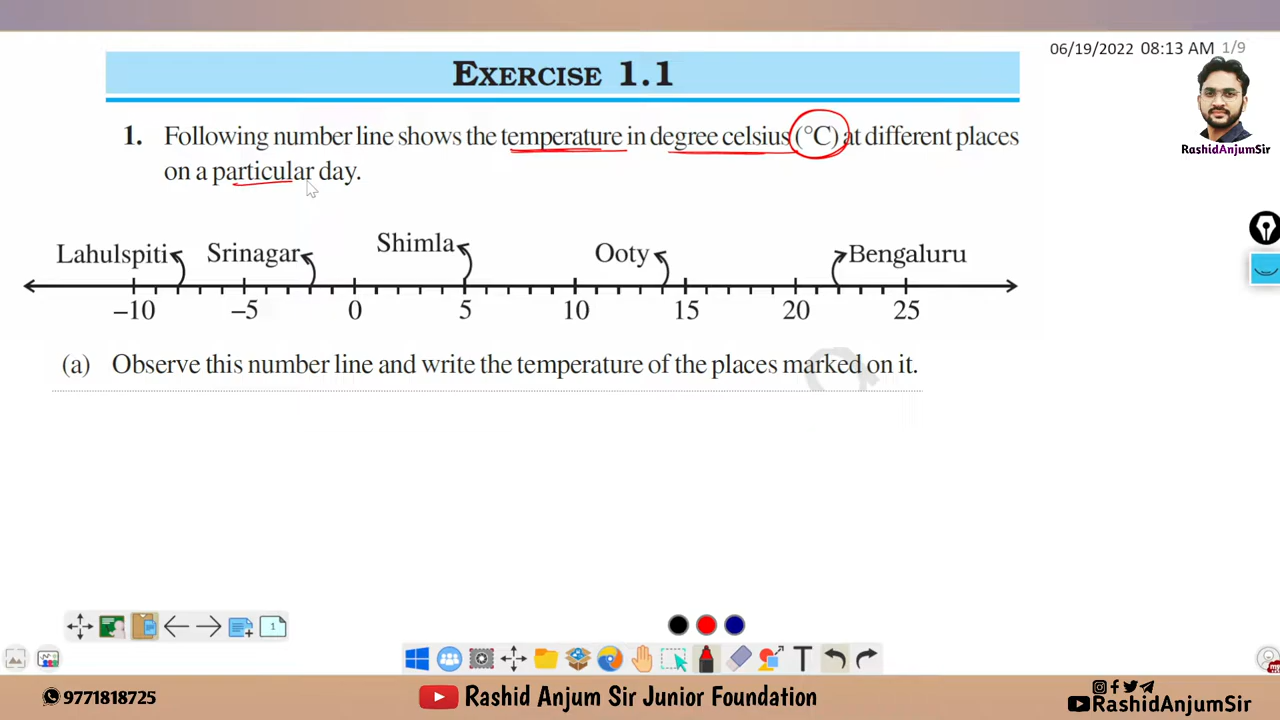 06/19/2022 08:13 AM 1/9
EXERCISE 1.1
RashidAnjumSir
1. Following number line shows the temperature in degree celsius (°C) at different places
on a particular day.
Lahulspiti Srinagar Shimla Ooty Bengaluru
–10 –5 0 5 10 15 20 25
(a) Observe this number line and write the temperature of the places marked on it.
1
T
9771818725
Rashid Anjum Sir Junior Foundation
RashidAnjumSir